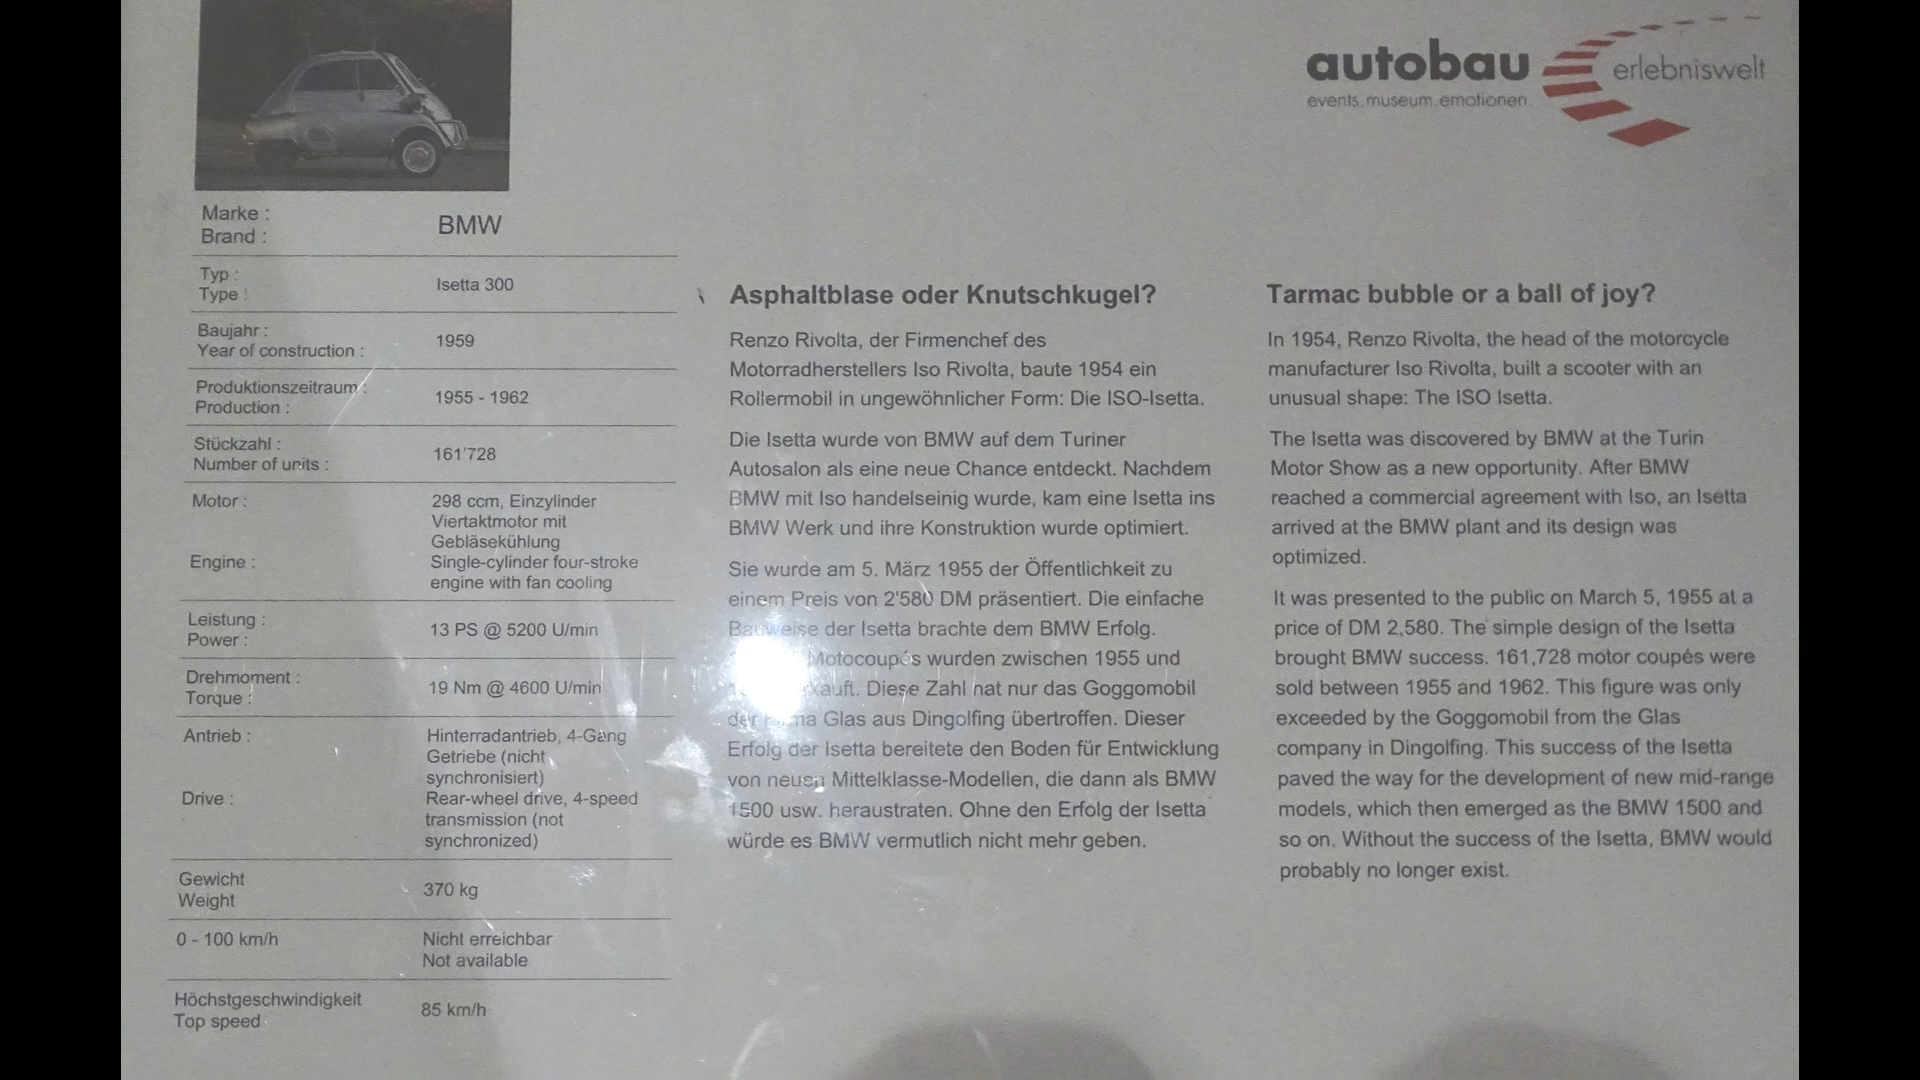 autobau erlebniswelt
events.museum.emotionen.
Marke :
Brand :
BMW
Typ :
Type :
Isetta 300
Baujahr :
Year of construction :
1959
Produktionszeitraum :
Production :
1955 - 1962
Stückzahl :
Number of units :
161'728
Motor :
298 ccm, Einzylinder
Viertaktmotor mit
Gebläsekühlung
Engine :
Single-cylinder four-stroke
engine with fan cooling
Leistung :
Power :
13 PS @ 5200 U/min
Drehmoment :
Torque :
19 Nm @ 4600 U/min
Antrieb :
Hinterradantrieb, 4-Gang
Getriebe (nicht
synchronisiert)
Drive :
Rear-wheel drive, 4-speed
transmission (not
synchronized)
Gewicht
Weight
370 kg
0 - 100 km/h
Nicht erreichbar
Not available
Höchstgeschwindigkeit
Top speed
85 km/h
Asphaltblase oder Knutschkugel?
Renzo Rivolta, der Firmenchef des
Motorradherstellers Iso Rivolta, baute 1954 ein
Rollermobil in ungewöhnlicher Form: Die ISO-Isetta.
Die Isetta wurde von BMW auf dem Turiner
Autosalon als eine neue Chance entdeckt. Nachdem
BMW mit Iso handelseinig wurde, kam eine Isetta ins
BMW Werk und ihre Konstruktion wurde optimiert.
Sie wurde am 5. März 1955 der Öffentlichkeit zu
einem Preis von 2'580 DM präsentiert. Die einfache
Bauweise der Isetta brachte dem BMW Erfolg.
Motocoupés wurden zwischen 1955 und
Diese Zahl hat nur das Goggomobil
der Firma Glas aus Dingolfing übertroffen. Dieser
Erfolg der Isetta bereitete den Boden für Entwicklung
von neuen Mittelklasse-Modellen, die dann als BMW
1500 usw. heraustraten. Ohne den Erfolg der Isetta
würde es BMW vermutlich nicht mehr geben.
Tarmac bubble or a ball of joy?
In 1954, Renzo Rivolta, the head of the motorcycle
manufacturer Iso Rivolta, built a scooter with an
unusual shape: The ISO Isetta.
The Isetta was discovered by BMW at the Turin
Motor Show as a new opportunity. After BMW
reached a commercial agreement with Iso, an Isetta
arrived at the BMW plant and its design was
optimized.
It was presented to the public on March 5, 1955 at a
price of DM 2,580. The simple design of the Isetta
brought BMW success. 161,728 motor coupés were
sold between 1955 and 1962. This figure was only
exceeded by the Goggomobil from the Glas
company in Dingolfing. This success of the Isetta
paved the way for the development of new mid-range
models, which then emerged as the BMW 1500 and
so on. Without the success of the Isetta, BMW would
probably no longer exist.